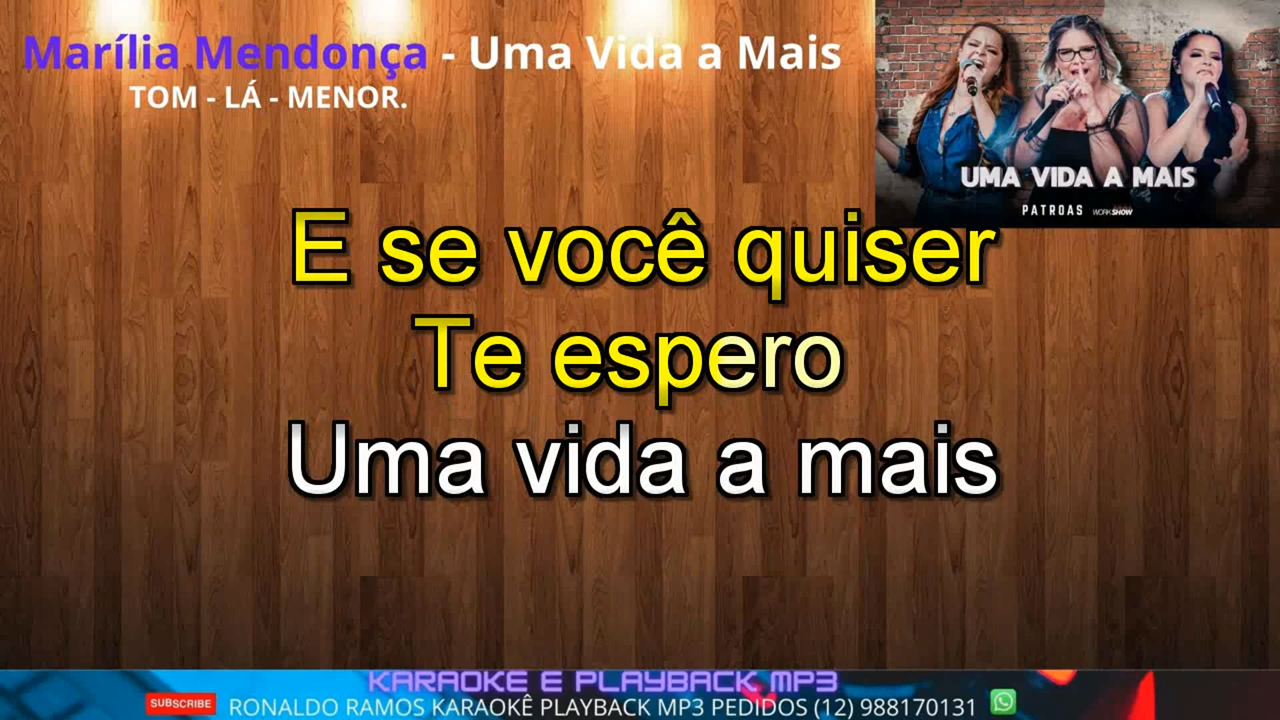 Marília Mendonça - Uma Vida a Mais
TOM - LÁ - MENOR.
UMA VIDA A MAIS
PATROAS WORKSHOW
E se você quiser
Te espero
Uma vida a mais
KARAOKE E PLAYBACK MP3
SUBSCRIBE RONALDO RAMOS KARAOKÊ PLAYBACK MP3 PEDIDOS (12) 988170131